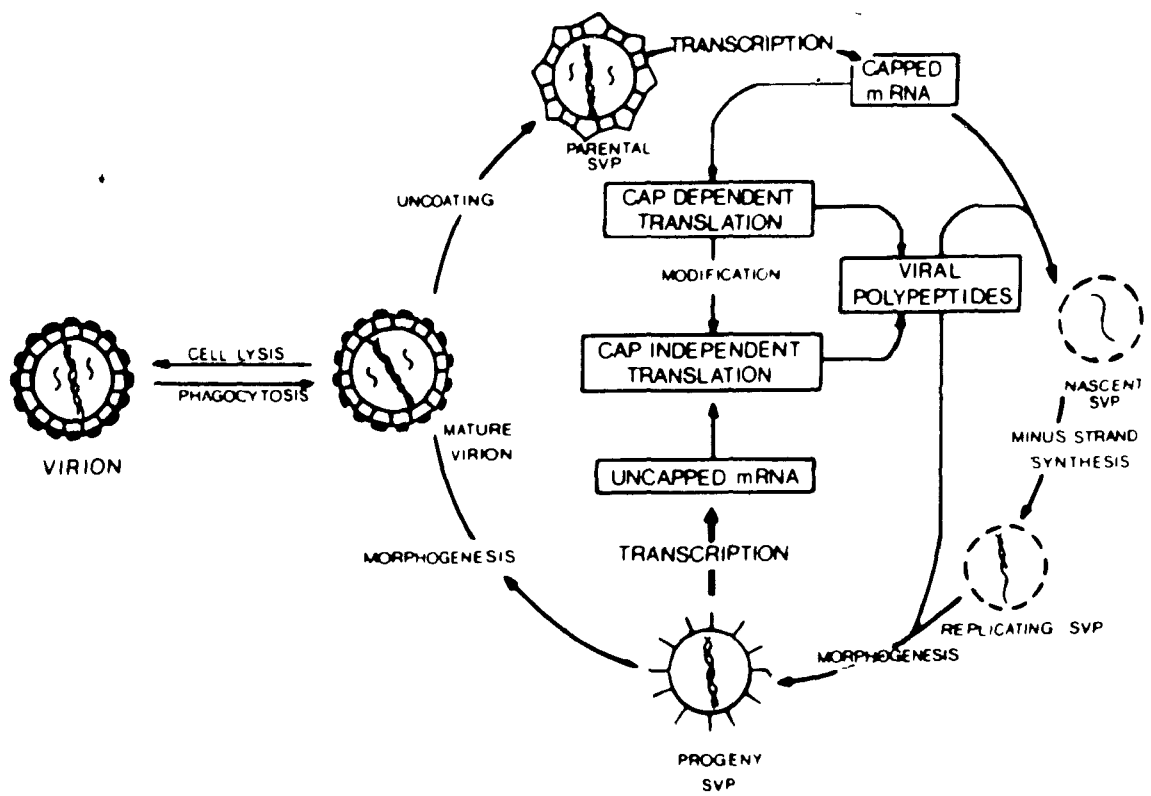 TRANSCRIPTION
CAPPED
mRNA
PARENTAL
SVP
UNCOATING
CAP DEPENDENT
TRANSLATION
MODIFICATION
VIRAL
POLYPEPTIDES
CAP INDEPENDENT
TRANSLATION
CELL LYSIS
PHAGOCYTOSIS
VIRION
MATURE
VIRION
NASCENT
SVP
MINUS STRAND
SYNTHESIS
UNCAPPED mRNA
TRANSCRIPTION
MORPHOGENESIS
REPLICATING SVP
MORPHOGENESIS
PROGENY
SVP